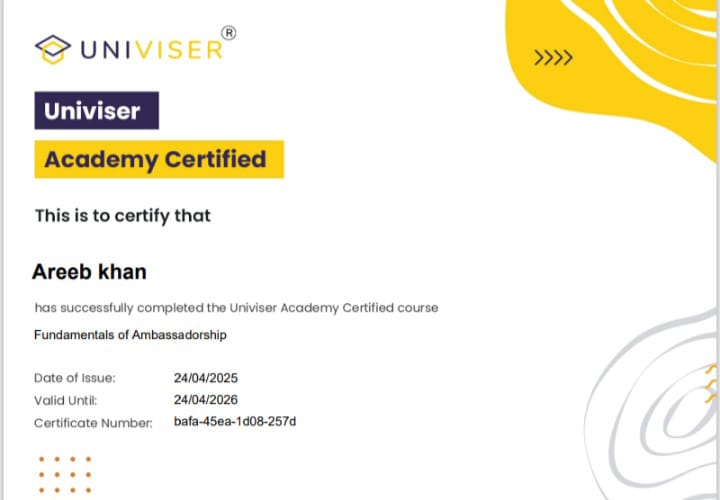 UNIVISER®
Univiser
Academy Certified
This is to certify that
Areeb khan
has successfully completed the Univiser Academy Certified course
Fundamentals of Ambassadorship
Date of Issue: 24/04/2025
Valid Until: 24/04/2026
Certificate Number: bafa-45ea-1d08-257d